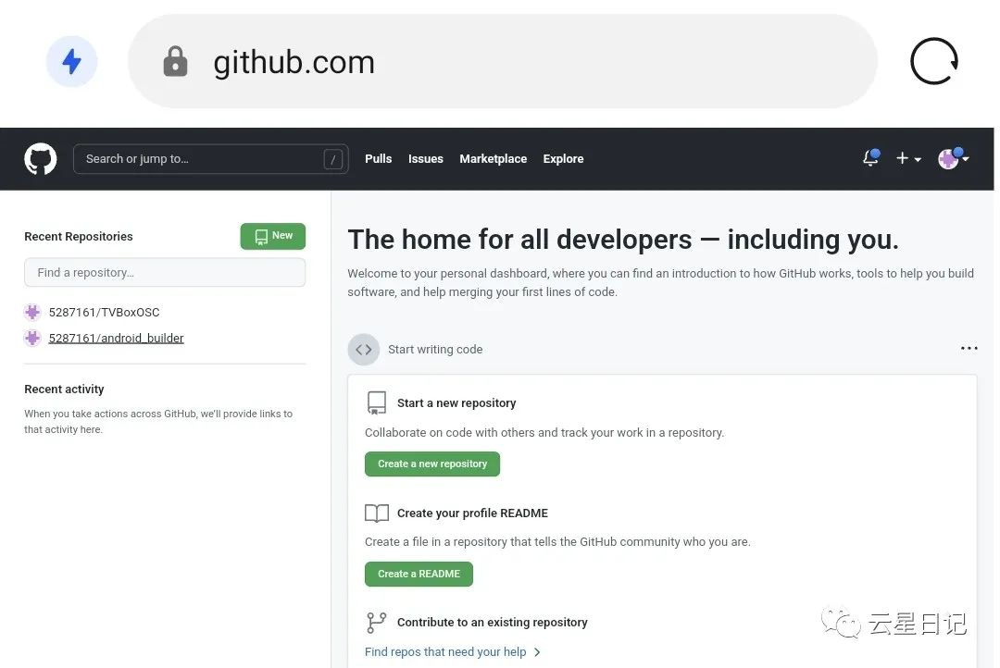 github.com
Search or jump to… /
Pulls Issues Marketplace Explore
Recent Repositories
New
Find a repository…
5287161/TVBoxOSC
5287161/android_builder
Recent activity
When you take actions across GitHub, we'll provide links to
that activity here.
The home for all developers — including you.
Welcome to your personal dashboard, where you can find an introduction to how GitHub works, tools to help you build
software, and help merging your first lines of code.
Start writing code
Start a new repository
Collaborate on code with others and track your work in a repository.
Create a new repository
Create your profile README
Create a file in a repository that tells the GitHub community who you are.
Create a README
Contribute to an existing repository
Find repos that need your help
云星日记